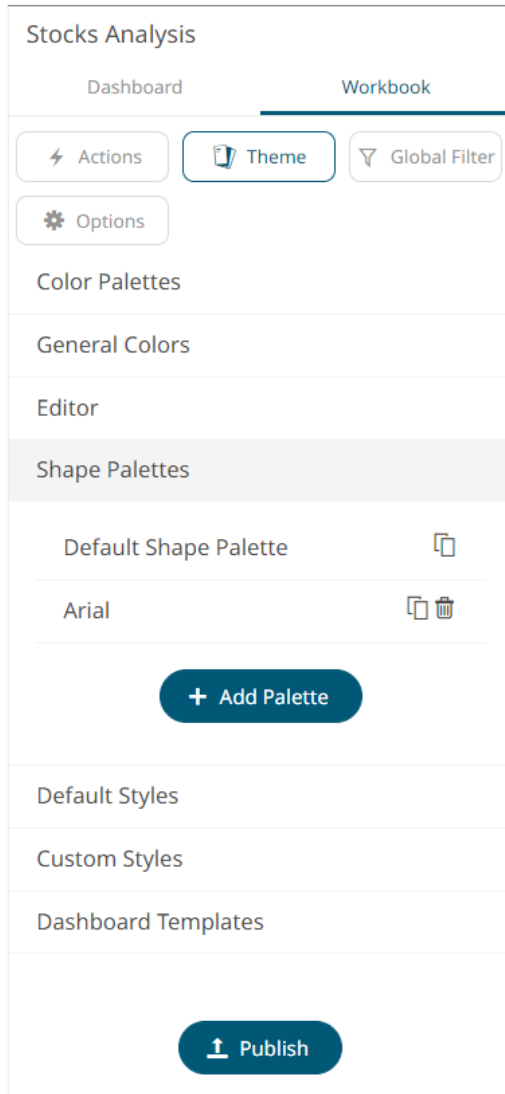 Stocks Analysis
Dashboard Workbook
Actions Theme Global Filter
Options
Color Palettes
General Colors
Editor
Shape Palettes
Default Shape Palette
Arial
+ Add Palette
Default Styles
Custom Styles
Dashboard Templates
Publish